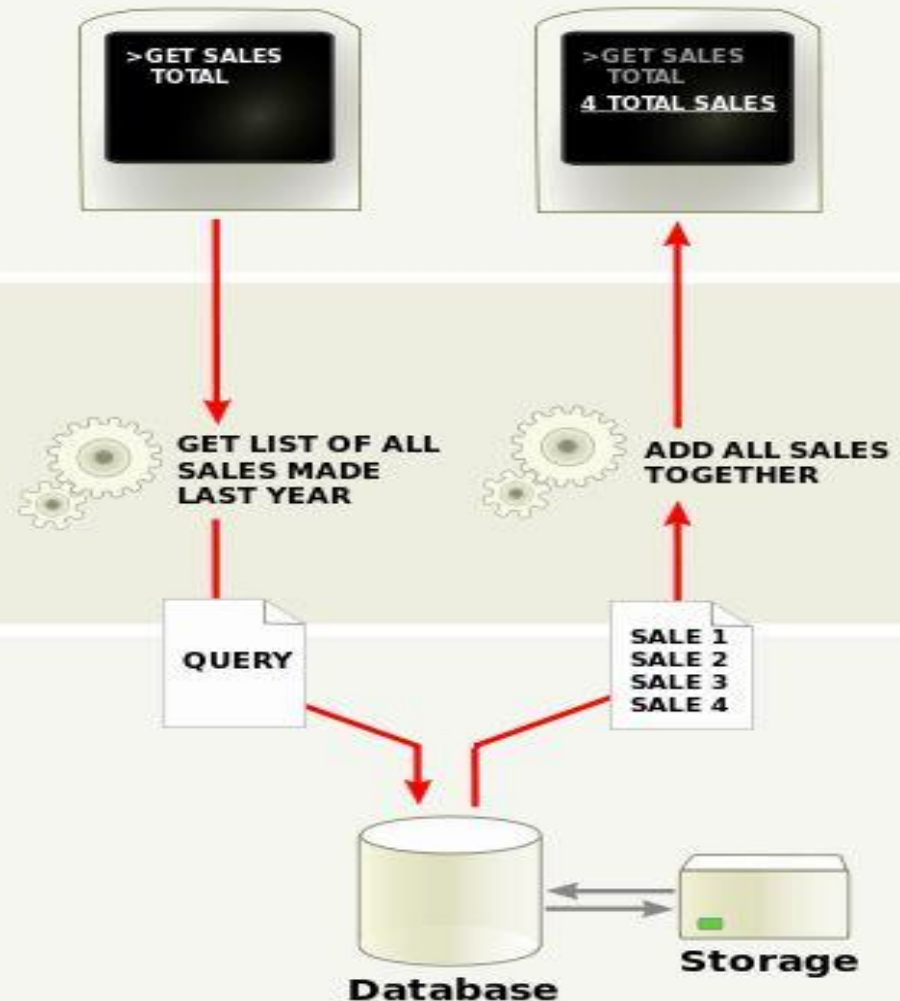 >GET SALES
TOTAL
>GET SALES
TOTAL
4 TOTAL SALES
GET LIST OF ALL
SALES MADE
LAST YEAR
ADD ALL SALES
TOGETHER
QUERY
SALE 1
SALE 2
SALE 3
SALE 4
Database
Storage